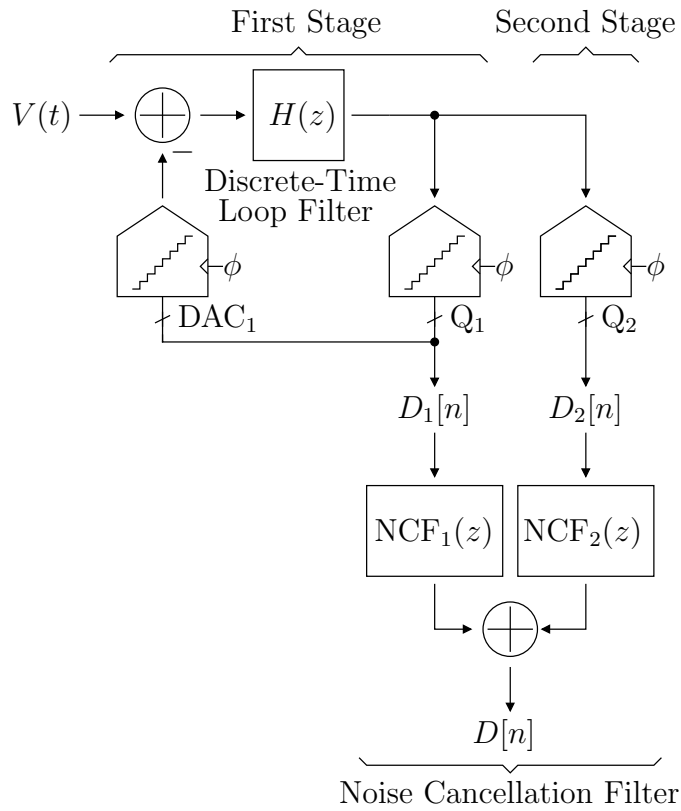 First Stage
Second Stage
V(t)
H(z)
−
Discrete-Time
Loop Filter
ϕ
ϕ
ϕ
DAC₁
Q₁
Q₂
D₁[n]
D₂[n]
NCF₁(z)
NCF₂(z)
D[n]
Noise Cancellation Filter